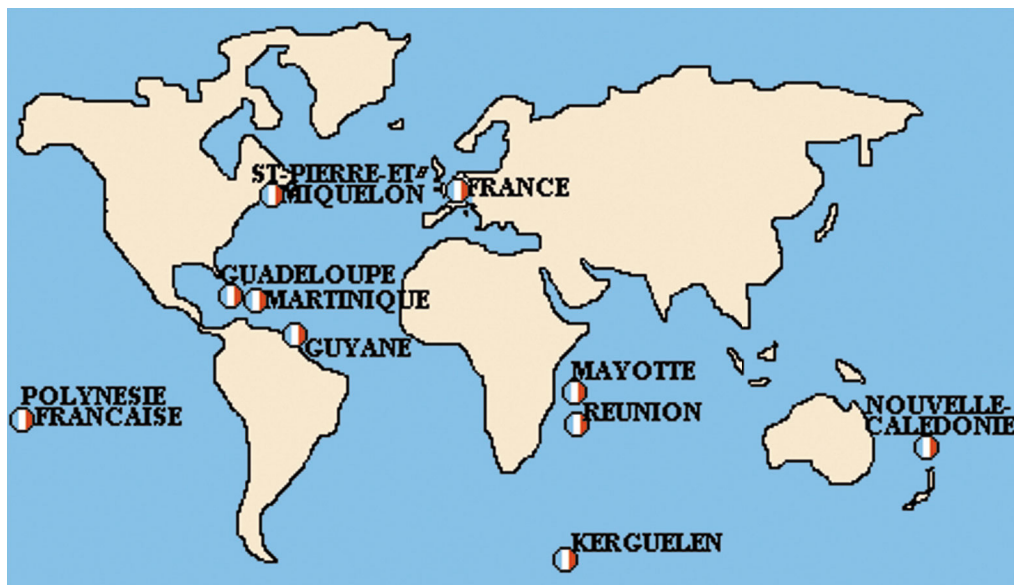 ST-PIERRE-ET
MIQUELON
FRANCE
GUADELOUPE
MARTINIQUE
GUYANE
MAYOTTE
REUNION
POLYNESIE
FRANCAISE
NOUVELLE-
CALEDONIE
KERGUELEN